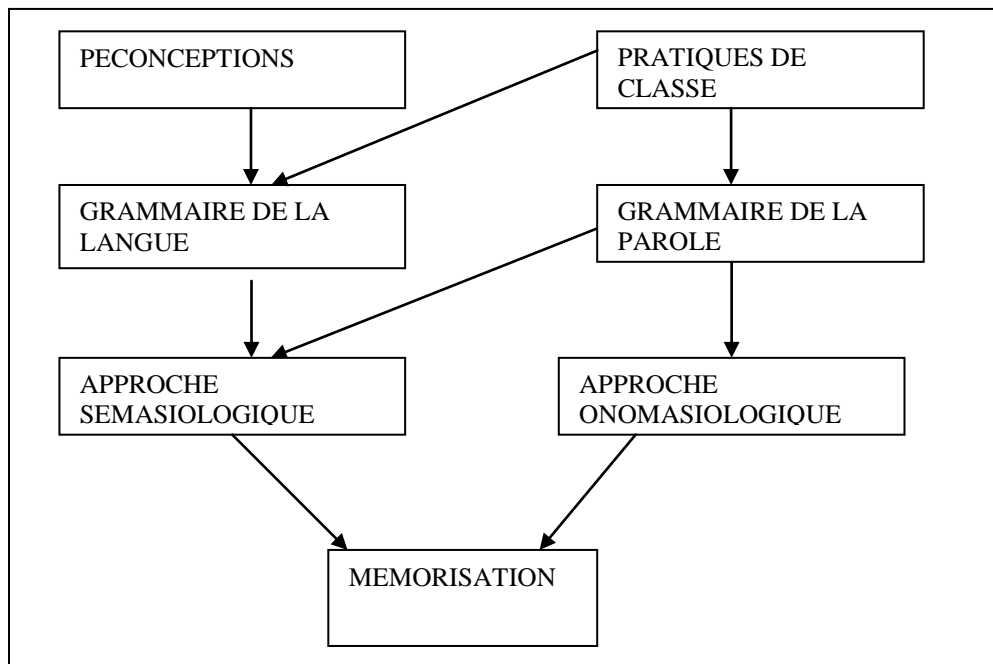 PECONCEPTIONS
PRATIQUES DE
CLASSE
GRAMMAIRE DE LA
LANGUE
GRAMMAIRE DE LA
PAROLE
APPROCHE
SEMASIOLOGIQUE
APPROCHE
ONOMASIOLOGIQUE
MEMORISATION